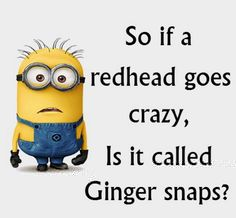 So if a
redhead goes
crazy,
Is it called
Ginger snaps?